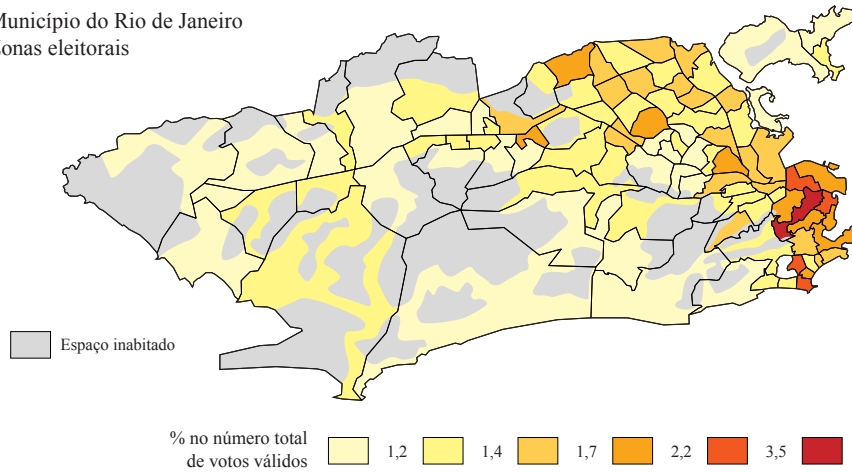 Município do Rio de Janeiro
Zonas eleitorais
Espaço inabitado
% no número total
de votos válidos
1,2 1,4 1,7 2,2 3,5